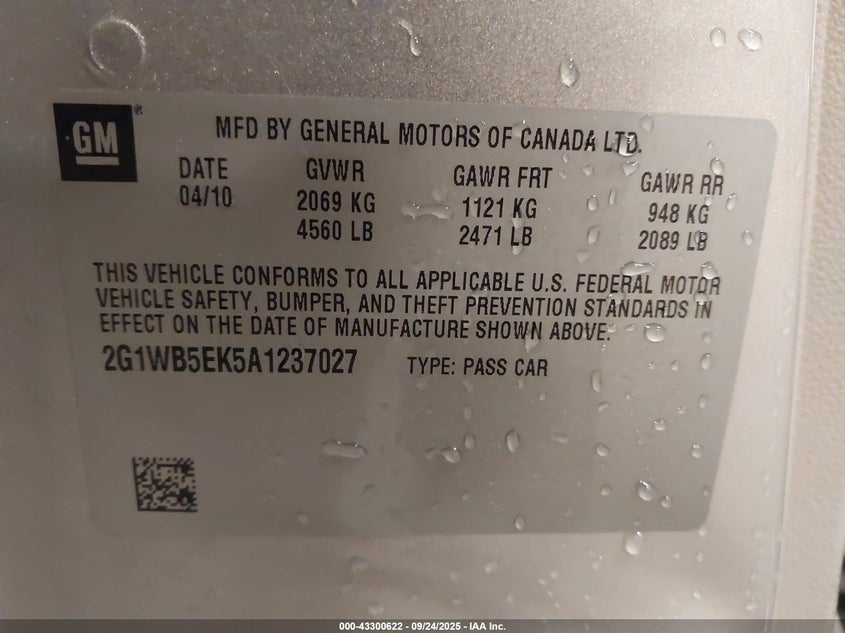 GM®
MFD BY GENERAL MOTORS OF CANADA LTD.
DATE GVWR GAWR FRT GAWR RR
04/10 2069 KG 1121 KG 948 KG
4560 LB 2471 LB 2089 LB
THIS VEHICLE CONFORMS TO ALL APPLICABLE U.S. FEDERAL MOTOR
VEHICLE SAFETY, BUMPER, AND THEFT PREVENTION STANDARDS IN
EFFECT ON THE DATE OF MANUFACTURE SHOWN ABOVE.
2G1WB5EK5A1237027 TYPE: PASS CAR
000-43300622 - 09/24/2025 - IAA Inc.